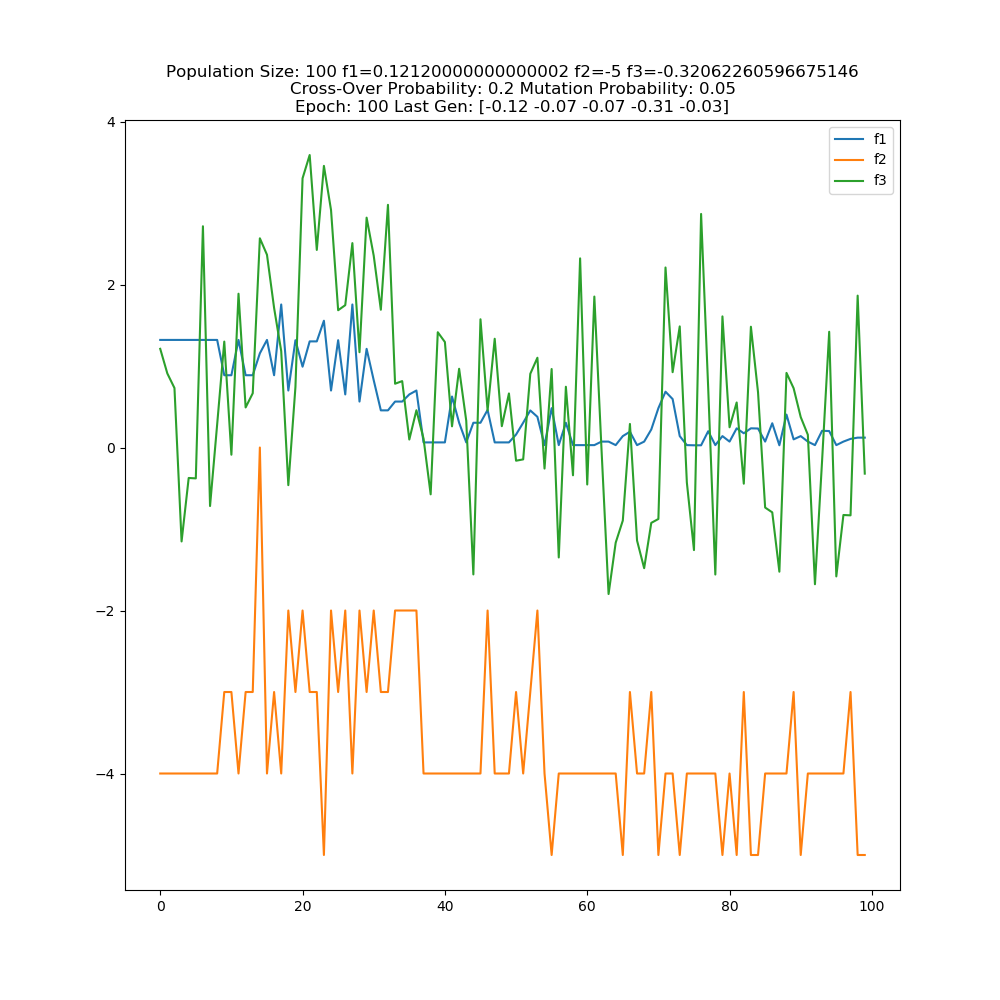 Population Size: 100 f1=0.12120000000000002 f2=-5 f3=-0.32062260596675146
Cross-Over Probability: 0.2 Mutation Probability: 0.05
Epoch: 100 Last Gen: [-0.12 -0.07 -0.07 -0.31 -0.03]
f1
f2
f3
4
2
0
−2
−4
0 20 40 60 80 100